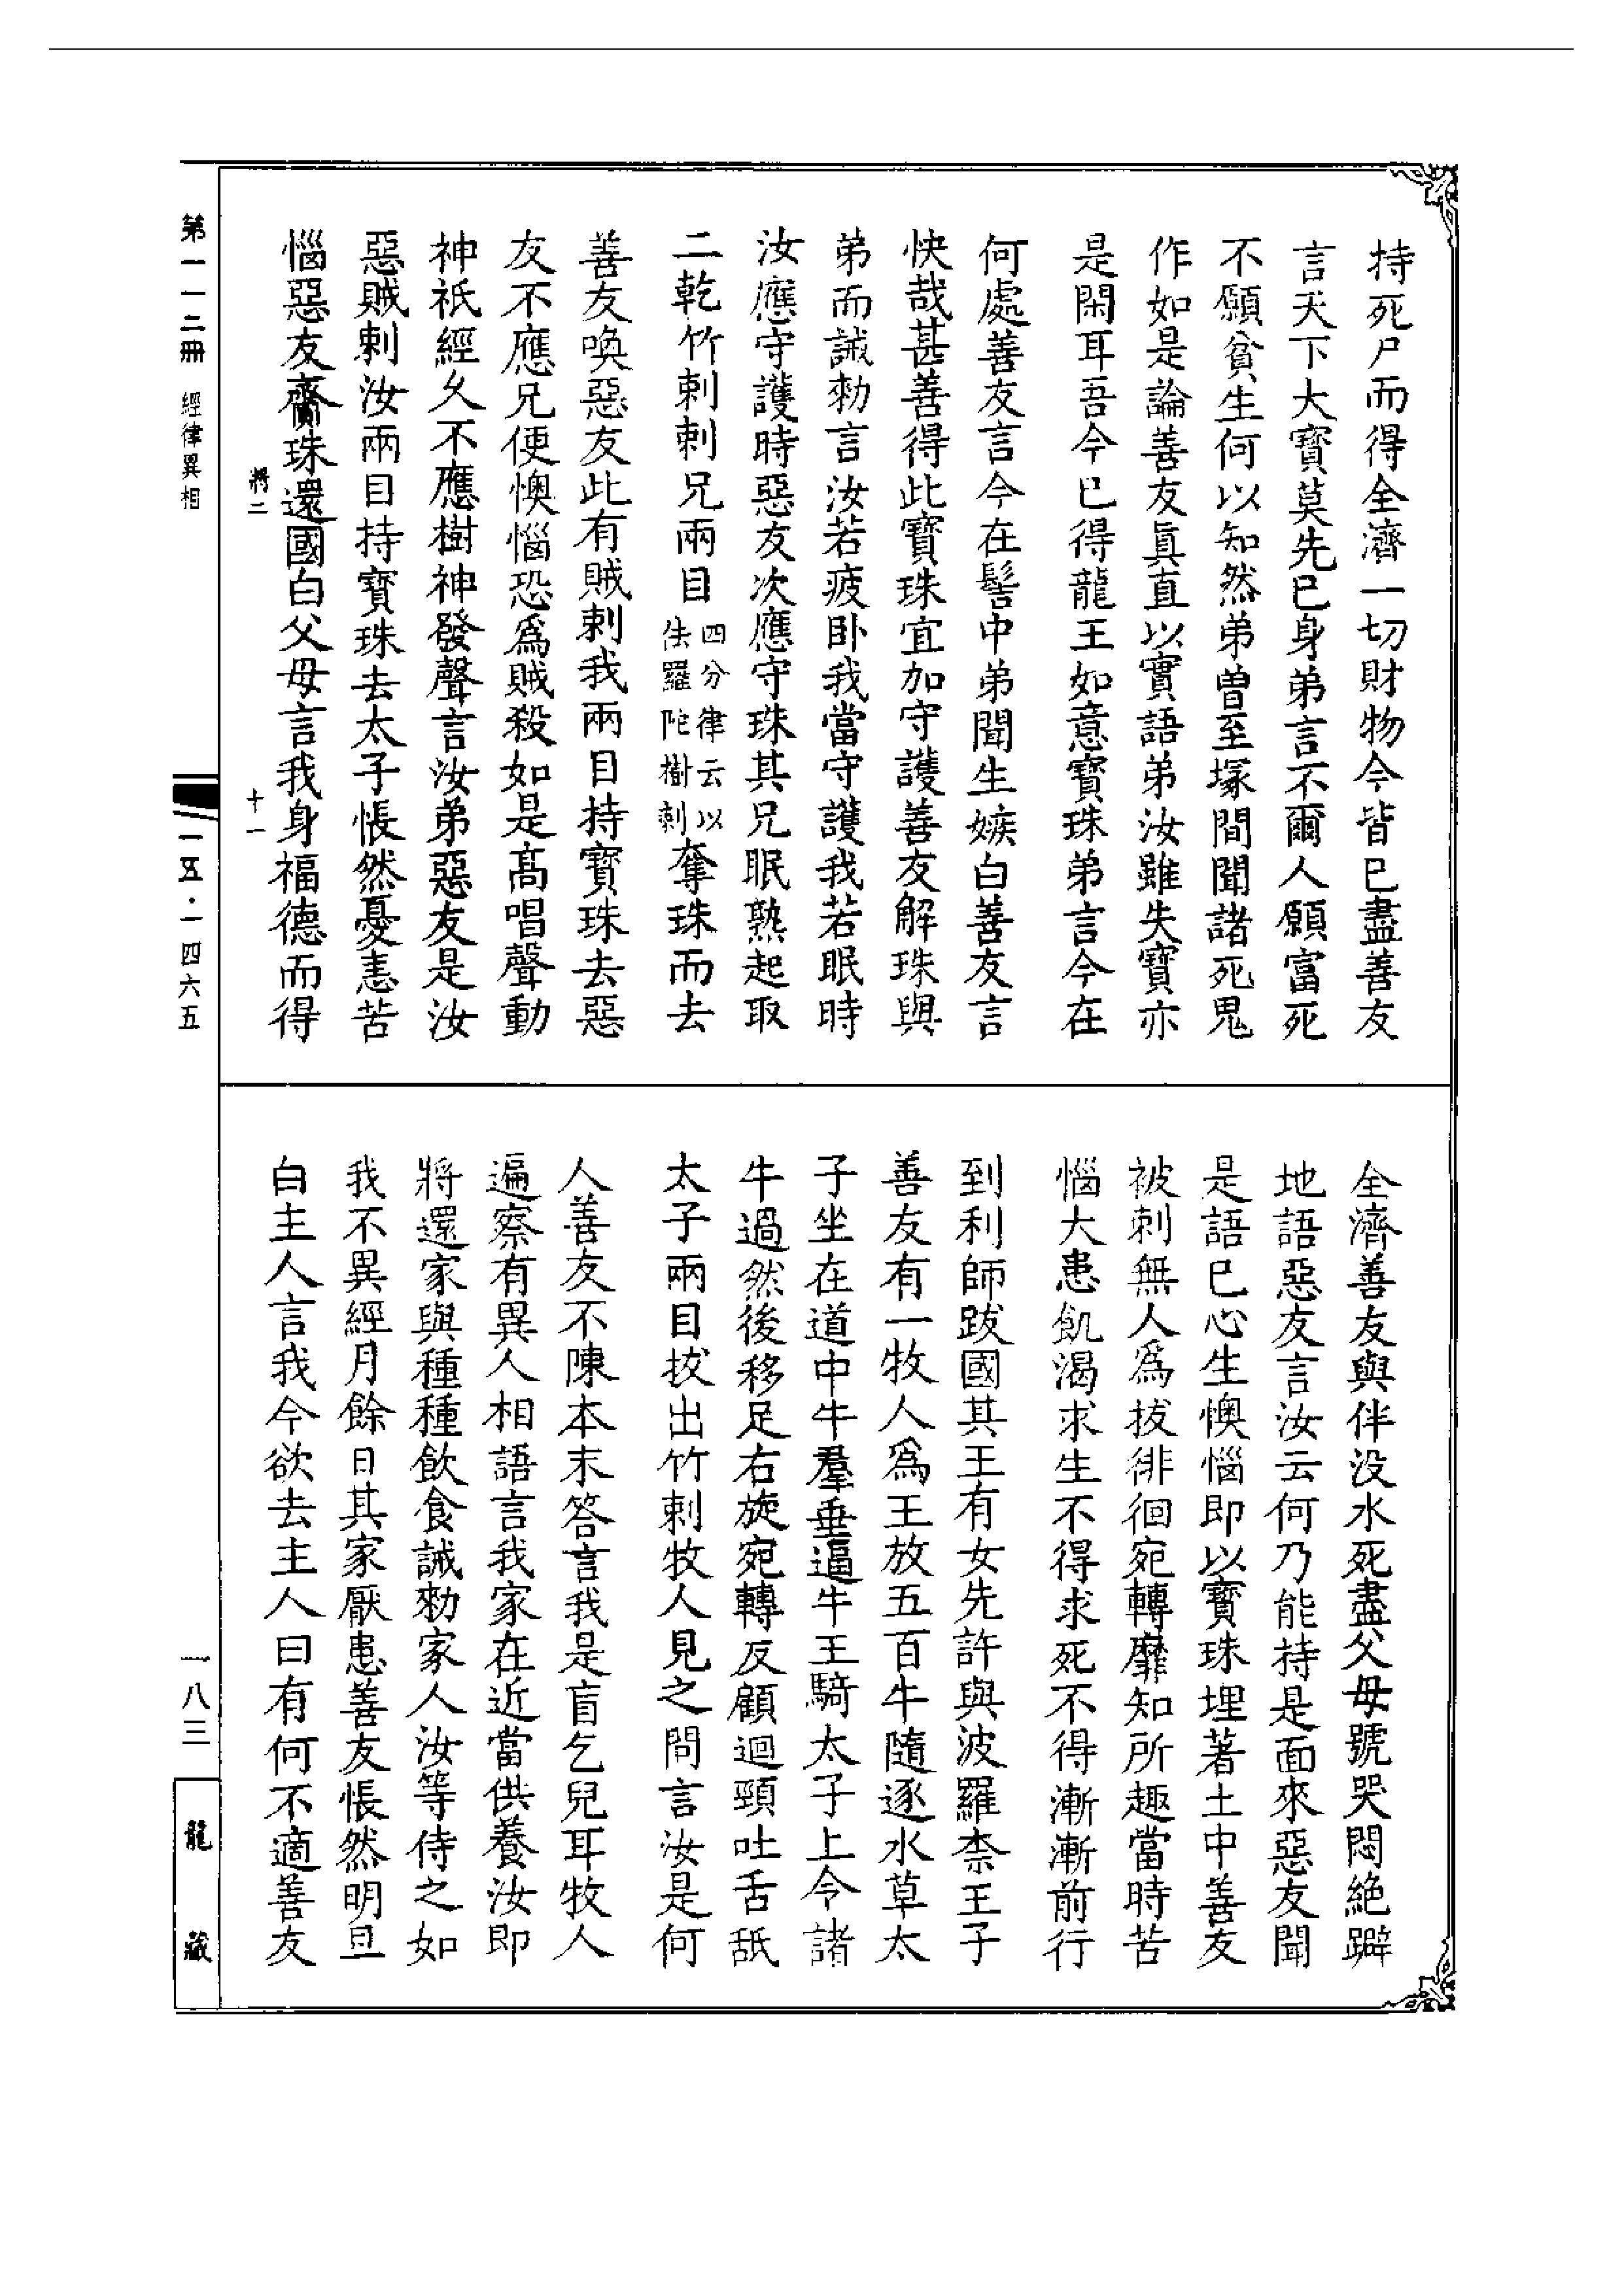 持死尸而得全濟一切財物今皆巳盡善友
言天下大寶莫先巳身弟言不爾人願富死
不願貧生何以知然弟曽至塚間聞諸死鬼
作如是論善友真直以實語弟汝雖失寶亦
是閑耳吾今巳得龍王如意寶珠弟言今在
何處善友言今在髻中弟聞生嫉白善友言
快哉甚善得此寶珠宜加守護善友解珠與
弟而誡勑言汝若疲卧我當守護我若眠時
汝應守護時惡友次應守珠其兄眠熟起取
二乾竹刺刺兄兩目四分律云以佉羅陀樹刺奪珠而去
善友喚惡友此有賊刺我兩目持寶珠去惡
友不應兄便懊惱恐為賊殺如是髙唱聲動
神祇經久不應樹神發聲言汝弟惡友是汝
惡賊刺汝兩目持寶珠去太子悵然憂恚苦
惱惡友齎珠還國白父母言我身福德而得
全濟善友與伴没水死盡父母號哭悶絶躃
地語惡友言汝云何乃能持是面來惡友聞
是語巳心生懊惱即以寶珠埋著土中善友
被刺無人為拔徘徊宛轉靡知所趣當時苦
惱大患飢渴求生不得求死不得漸漸前行
到利師跋國其王有女先許與波羅柰王子
善友有一牧人為王放五百牛隨逐水草太
子坐在道中牛羣垂逼牛王騎太子上令諸
牛過然後移足右旋宛轉反顧迴頸吐舌舐
太子兩目拔出竹刺牧人見之問言汝是何
人善友不陳本末答言我是盲乞兒耳牧人
遍察有異人相語言我家在近當供養汝即
將還家與種種飲食誡勑家人汝等侍之如
我不異經月餘日其家厭患善友悵然明旦
白主人言我今欲去主人曰有何不適善友
將二
十一
第一一二冊 經律異相
一五·一四六五
一八三
龍藏